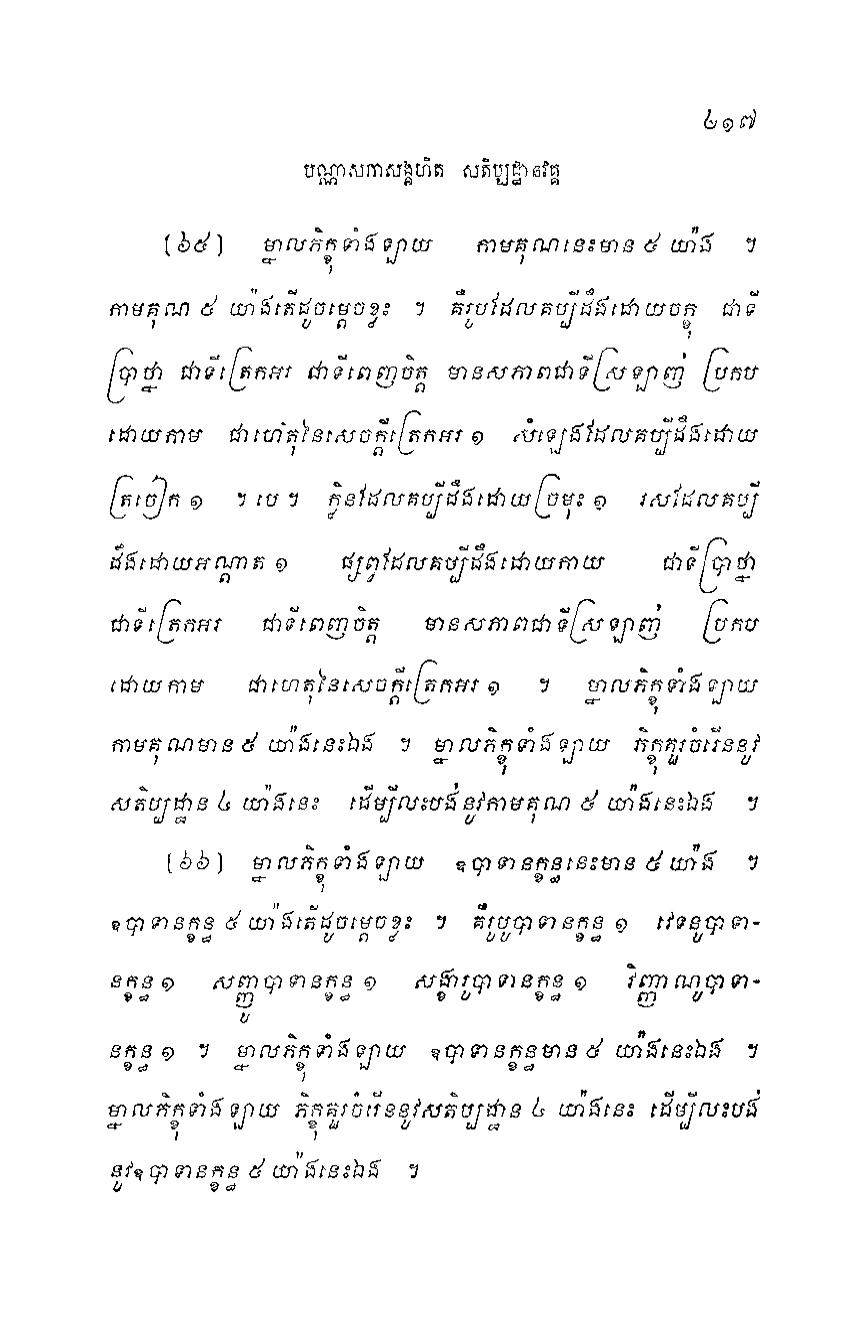 ៤១៧
បណ្ណាសកាសង្គហិត សតិប្បដ្ឋានវគ្គ
[៦៥] ម្នាលភិក្ខុទាំងឡាយ កាមគុណនេះមាន ៥ យ៉ាង ។
កាមគុណ ៥ យ៉ាងតើដូចម្តេចខ្លះ ។ គឺរូបដែលគប្បីដឹងដោយចក្ខុ ជាទី
ប្រាថ្នា ជាទីត្រេកអរ ជាទីពេញចិត្ត មានសភាពជាទីស្រឡាញ់ ប្រកប
ដោយកាម ជាហេតុនៃសេចក្តីត្រេកអរ ១ សំឡេងដែលគប្បីដឹងដោយ
ត្រចៀក ១ ។ បេ ។ ក្លិនដែលគប្បីដឹងដោយច្រមុះ ១ រសដែលគប្បី
ដឹងដោយអណ្តាត ១ ផ្សព្វដែលគប្បីដឹងដោយកាយ ជាទីប្រាថ្នា
ជាទីត្រេកអរ ជាទីពេញចិត្ត មានសភាពជាទីស្រឡាញ់ ប្រកប
ដោយកាម ជាហេតុនៃសេចក្តីត្រេកអរ ១ ។ ម្នាលភិក្ខុទាំងឡាយ
កាមគុណមាន ៥ យ៉ាងនេះឯង ។ ម្នាលភិក្ខុទាំងឡាយ ភិក្ខុគួរចំរើននូវ
សតិប្បដ្ឋាន ៤ យ៉ាងនេះ ដើម្បីលះបង់នូវកាមគុណ ៥ យ៉ាងនេះឯង ។
[៦៦] ម្នាលភិក្ខុទាំងឡាយ ឧបាទានក្ខន្ធនេះមាន ៥ យ៉ាង ។
ឧបាទានក្ខន្ធ ៥ យ៉ាងតើដូចម្តេចខ្លះ ។ គឺរូបូបាទានក្ខន្ធ ១ វេទនូបាទា-
នក្ខន្ធ ១ សញ្ញូបាទានក្ខន្ធ ១ សង្ខារូបាទានក្ខន្ធ ១ វិញ្ញាណូបាទា-
នក្ខន្ធ ១ ។ ម្នាលភិក្ខុទាំងឡាយ ឧបាទានក្ខន្ធមាន ៥ យ៉ាងនេះឯង ។
ម្នាលភិក្ខុទាំងឡាយ ភិក្ខុគួរចំរើននូវសតិប្បដ្ឋាន ៤ យ៉ាងនេះ ដើម្បីលះបង់
នូវឧបាទានក្ខន្ធ ៥ យ៉ាងនេះឯង ។